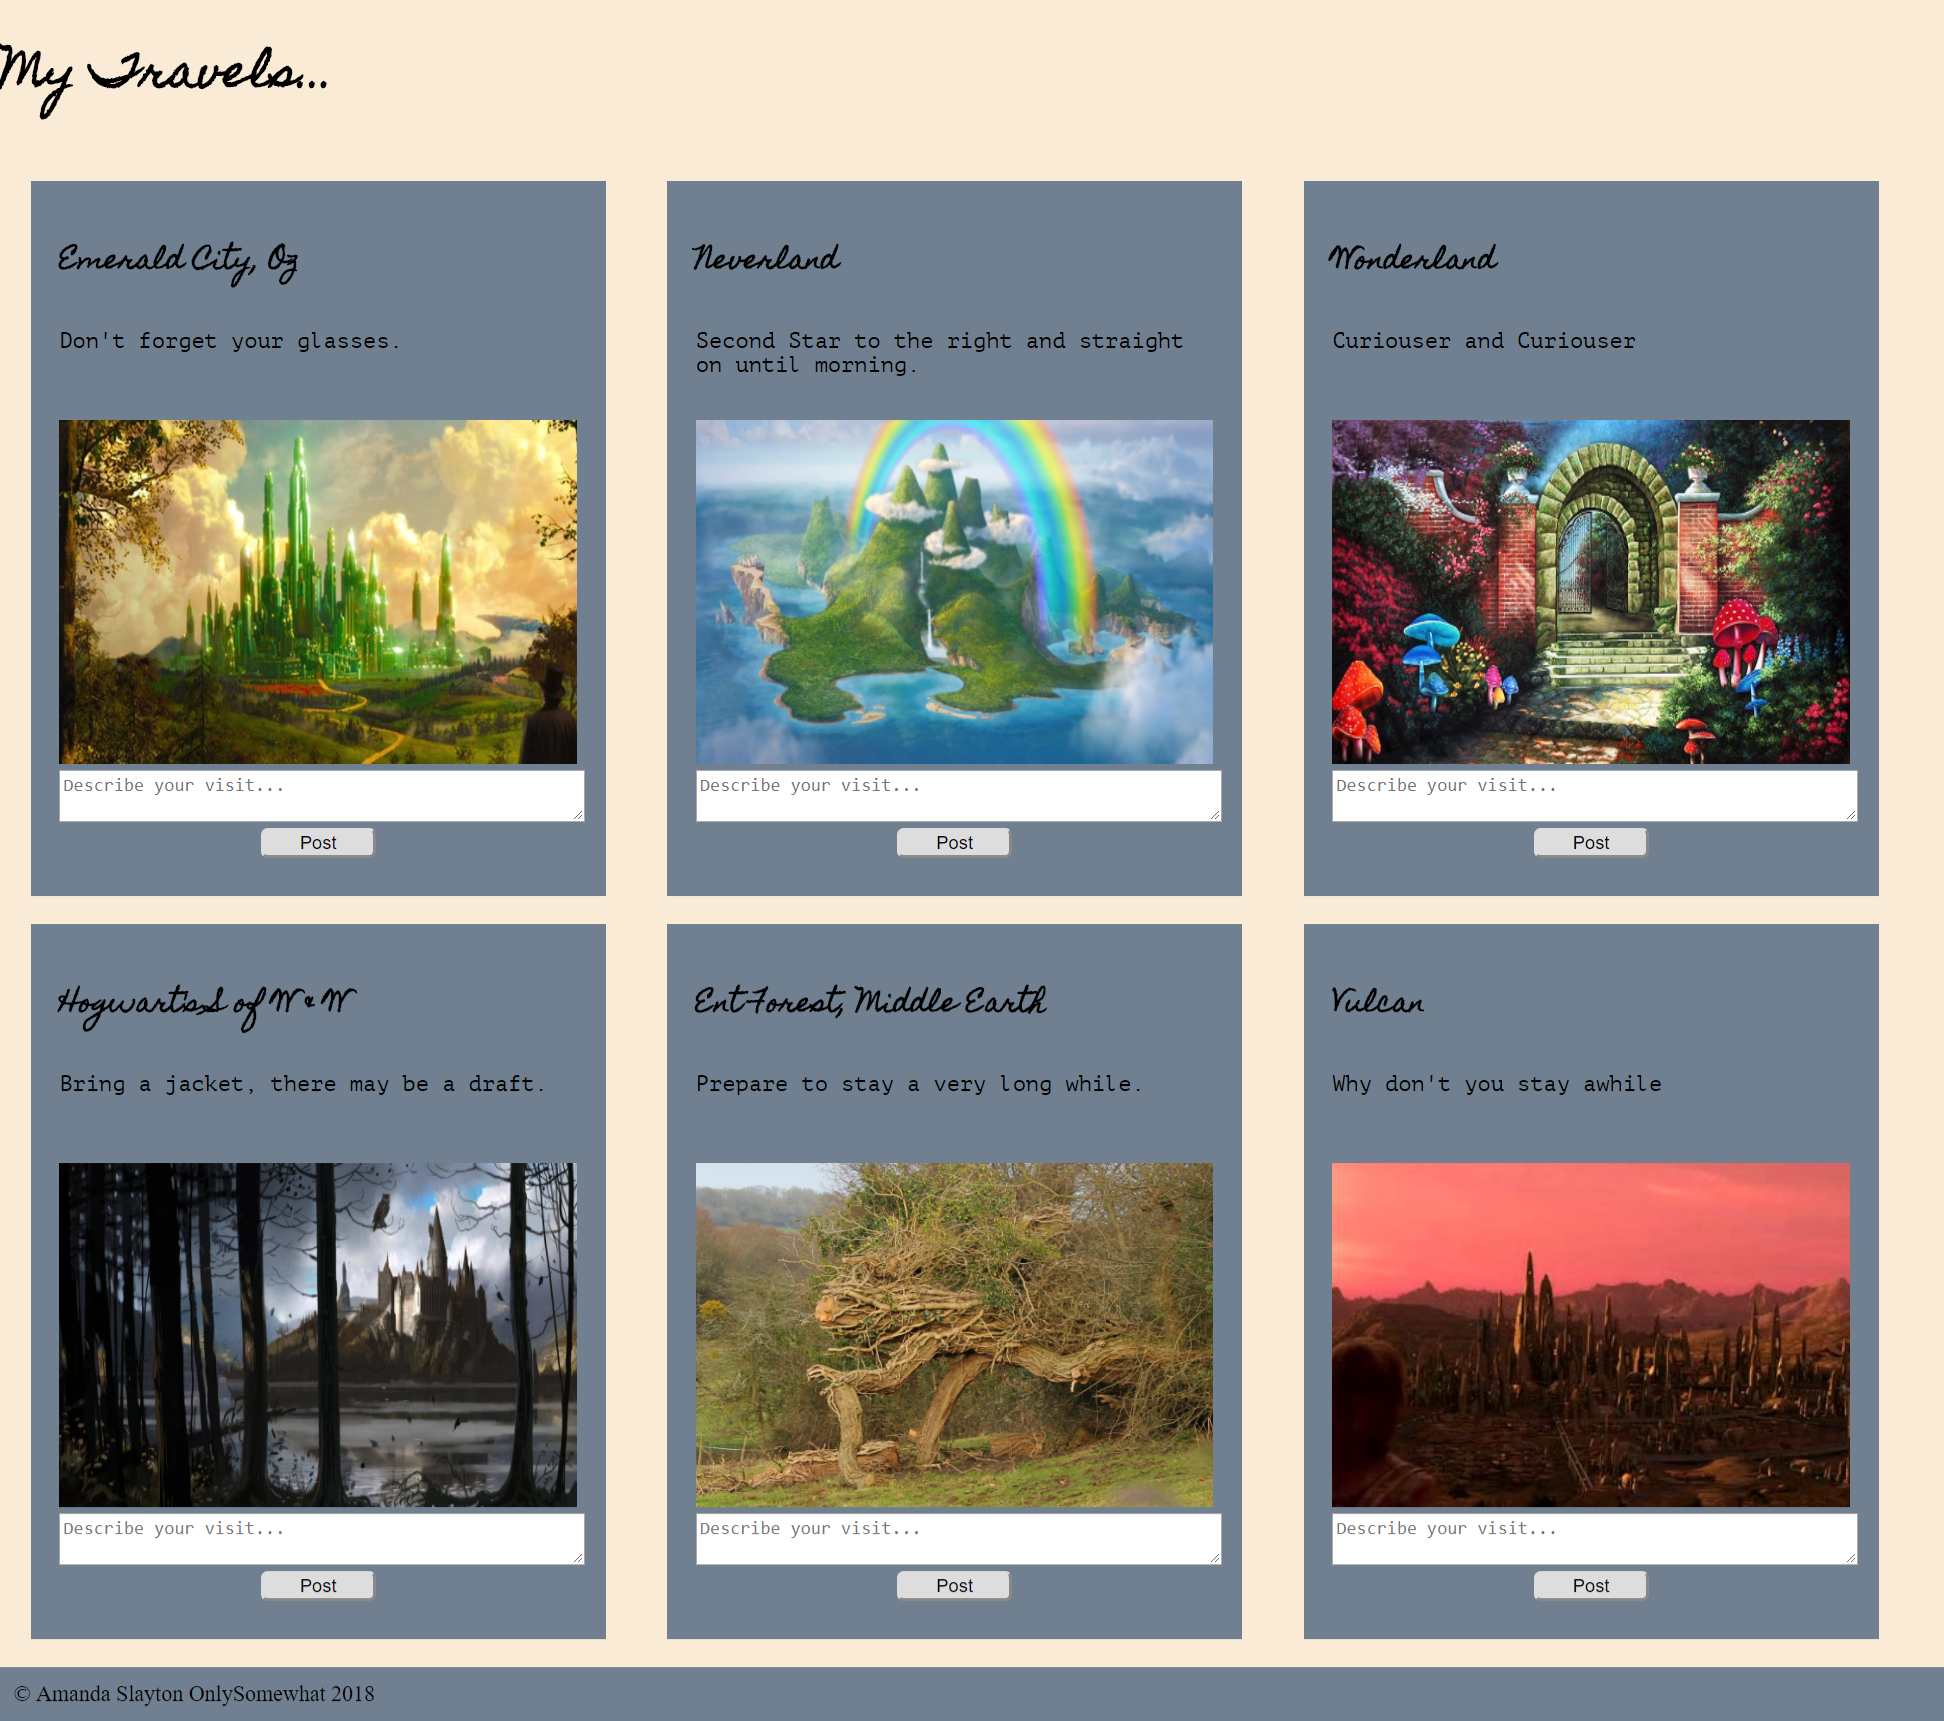 My Travels...
Emerald City, Oz
Neverland
Wonderland
Don't forget your glasses.
Second Star to the right and straight
on until morning.
Curiouser and Curiouser
Describe your visit...
Describe your visit...
Describe your visit...
Post
Post
Post
Hogwart's S of W & W
Ent Forest, Middle Earth
Vulcan
Bring a jacket, there may be a draft.
Prepare to stay a very long while.
Why don't you stay awhile
Describe your visit...
Describe your visit...
Describe your visit...
Post
Post
Post
© Amanda Slayton OnlySomewhat 2018